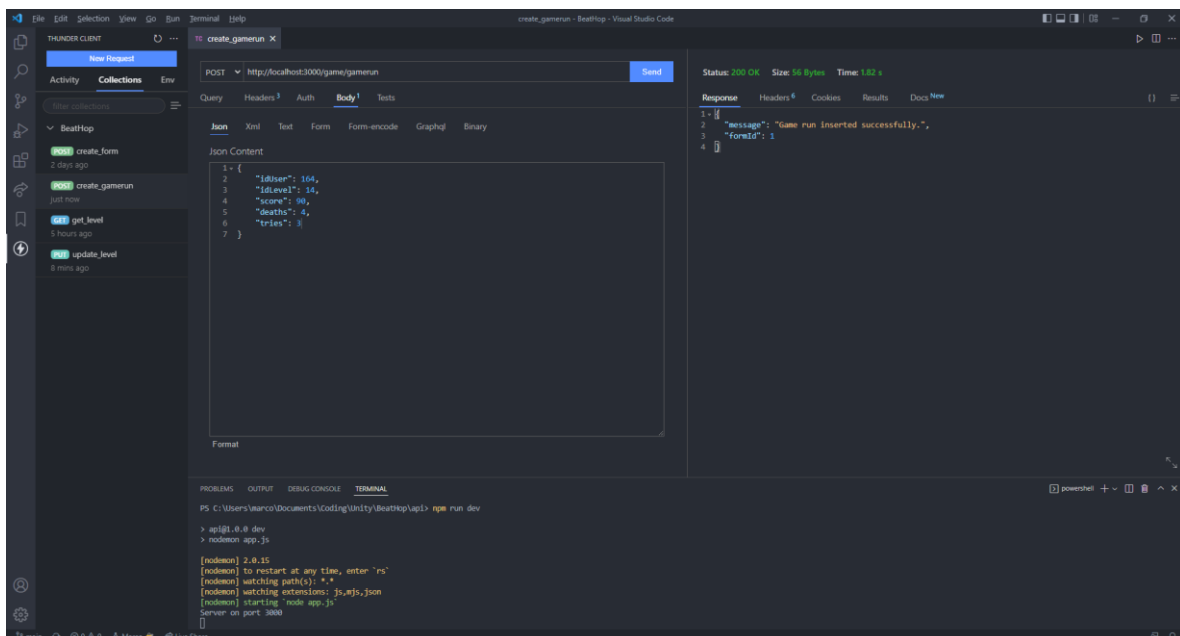 File Edit Selection View Go Run Terminal Help
create_gamerun - BeatHop - Visual Studio Code
THUNDER CLIENT
New Request
Activity Collections Env
filter collections
BeatHop
POST create_form
2 days ago
POST create_gamerun
just now
GET get_level
5 hours ago
PUT update_level
8 mins ago
TC create_gamerun
POST http://localhost:3000/game/gamerun Send
Query Headers 3 Auth Body 1 Tests
Json Xml Text Form Form-encode Graphql Binary
Json Content
1 {
2 "idUser": 164,
3 "idLevel": 14,
4 "score": 90,
5 "deaths": 4,
6 "tries": 3
7 }
Format
Status: 200 OK Size: 56 Bytes Time: 1.82 s
Response Headers 6 Cookies Results Docs New
{}
1 {
2 "message": "Game run inserted successfully.",
3 "formId": 1
4 }
PROBLEMS OUTPUT DEBUG CONSOLE TERMINAL
powershell
PS C:\Users\marco\Documents\Coding\Unity\BeatHop\api> npm run dev
> api@1.0.0 dev
> nodemon app.js
[nodemon] 2.0.15
[nodemon] to restart at any time, enter `rs`
[nodemon] watching path(s): *.*
[nodemon] watching extensions: js,mjs,json
[nodemon] starting `node app.js`
Server on port 3000